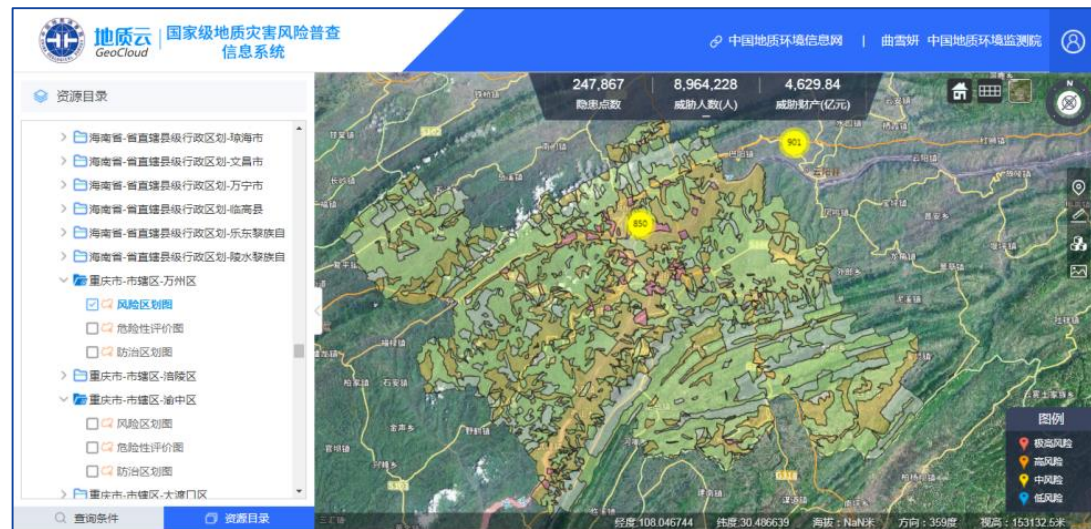 地质云
GeoCloud
国家级地质灾害风险普查
信息系统
中国地质环境信息网 | 曲雪妍 中国地质环境监测院
资源目录
247,867
隐患点数
8,964,228
威胁人数(人)
4,629.84
威胁财产(亿元)
N
海南省-省直辖县级行政区划-琼海市
海南省-省直辖县级行政区划-文昌市
海南省-省直辖县级行政区划-万宁市
海南省-省直辖县级行政区划-临高县
海南省-省直辖县级行政区划-乐东黎族自
海南省-省直辖县级行政区划-陵水黎族自
重庆市-市辖区-万州区
风险区划图
危险性评价图
防治区划图
重庆市-市辖区-涪陵区
重庆市-市辖区-渝中区
风险区划图
危险性评价图
防治区划图
重庆市-市辖区-大渡口区
查询条件
资源目录
901
850
云阳县
石安镇
金声乡
图例
极高风险
高风险
中风险
低风险
经度:108.046744 纬度:30.486639 海拔：NaN米 方向：359度 视高：153132.5米